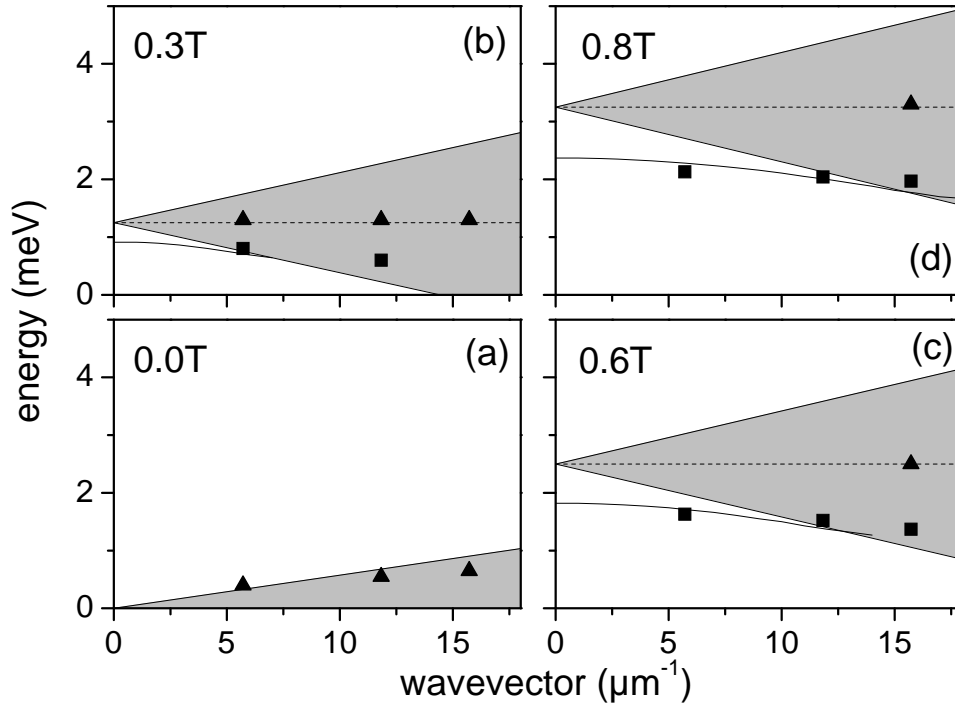 0.3T (b)
0.8T
(d)
0.0T (a)
0.6T (c)
energy (meV)
0 2 4
0 2 4
0 5 10 15
0 5 10 15
wavevector (µm-1)